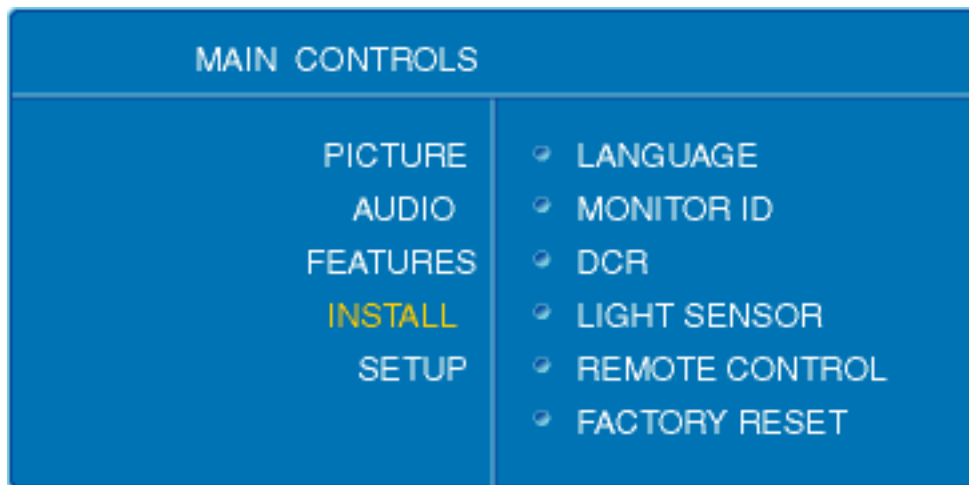 MAIN CONTROLS
PICTURE
AUDIO
FEATURES
INSTALL
SETUP
LANGUAGE
MONITOR ID
DCR
LIGHT SENSOR
REMOTE CONTROL
FACTORY RESET